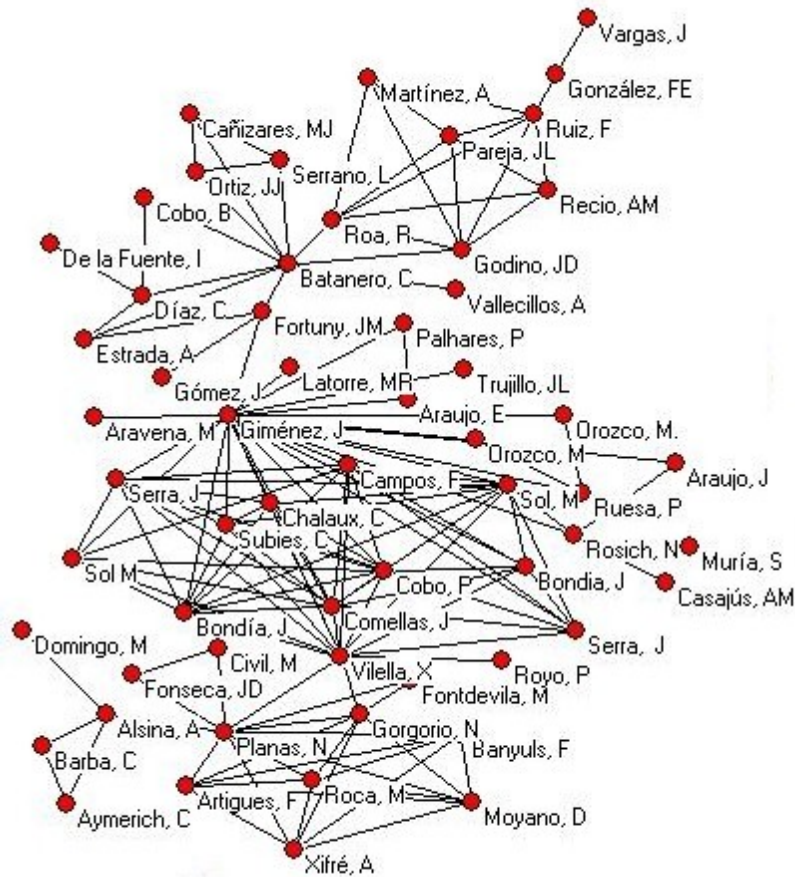 Vargas, J
González, FE
Martínez, A
Ruiz, F
Cañizares, MJ
Pareja, JL
Serrano, L
Ortiz, JJ
Recio, AM
Cobo, B
Roa, R
De la Fuente, I
Godino, JD
Batanero, C
Vallecillos, A
Díaz, C
Fortuny, JM
Palhares, P
Estrada, A
Latorre, MR
Trujillo, JL
Gómez, J
Araujo, E
Aravena, M
Giménez, J
Orozco, M.
Orozco, M
Araujo, J
Campos, F
Serra, J
Sol, M
Ruesa, P
Chalaux, C
Subies, C
Rosich, N
Muría, S
Sol M
Cobo, P
Bondia, J
Casajús, AM
Bondía, J
Comellas, J
Domingo, M
Serra, J
Civil, M
Vilella, X
Royo, P
Fonseca, JD
Fontdevila, M
Alsina, A
Gorgorio, N
Planas, N
Banyuls, F
Barba, C
Artigues, F
Roca, M
Aymerich, C
Moyano, D
Xifré, A